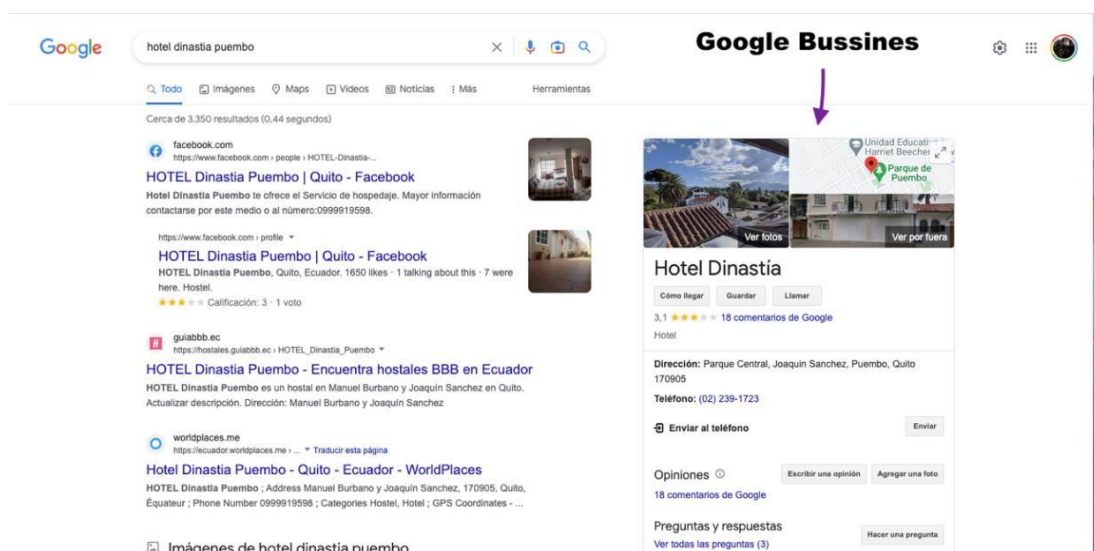 Google
hotel dinastia puembo
Google Bussines
Todo
Imágenes
Maps
Videos
Noticias
Más
Herramientas
Cerca de 3.350 resultados (0,44 segundos)
facebook.com
https://www.facebook.com › people › HOTEL-Dinastia-...
HOTEL Dinastia Puembo | Quito - Facebook
Hotel Dinastia Puembo te ofrece el Servicio de hospedaje. Mayor información
contactarse por este medio o al número:0999919598.
https://www.facebook.com › profile
HOTEL Dinastia Puembo | Quito - Facebook
HOTEL Dinastia Puembo, Quito, Ecuador. 1650 likes · 1 talking about this · 7 were
here. Hostel.
Calificación: 3 · 1 voto
guiabbb.ec
https://hostales.guiabbb.ec › HOTEL_Dinastia_Puembo
HOTEL Dinastia Puembo - Encuentra hostales BBB en Ecuador
HOTEL Dinastia Puembo es un hostal en Manuel Burbano y Joaquín Sanchez en Quito.
Actualizar descripción. Dirección: Manuel Burbano y Joaquín Sanchez
worldplaces.me
https://ecuador.worldplaces.me › ...
Traducir esta página
Hotel Dinastia Puembo - Quito - Ecuador - WorldPlaces
HOTEL Dinastia Puembo ; Address Manuel Burbano y Joaquín Sanchez, 170905, Quito,
Équateur ; Phone Number 0999919598 ; Categories Hostel, Hotel ; GPS Coordinates - ...
Imágenes de hotel dinastia puembo
Unidad Educativa
Harriet Beecher
Parque de
Puembo
Ver fotos
Ver por fuera
Hotel Dinastía
Cómo llegar
Guardar
Llamar
3,1
18 comentarios de Google
Hotel
Dirección: Parque Central, Joaquin Sanchez, Puembo, Quito
170905
Teléfono: (02) 239-1723
Enviar al teléfono
Enviar
Opiniones
Escribir una opinión
Agregar una foto
18 comentarios de Google
Preguntas y respuestas
Hacer una pregunta
Ver todas las preguntas (3)